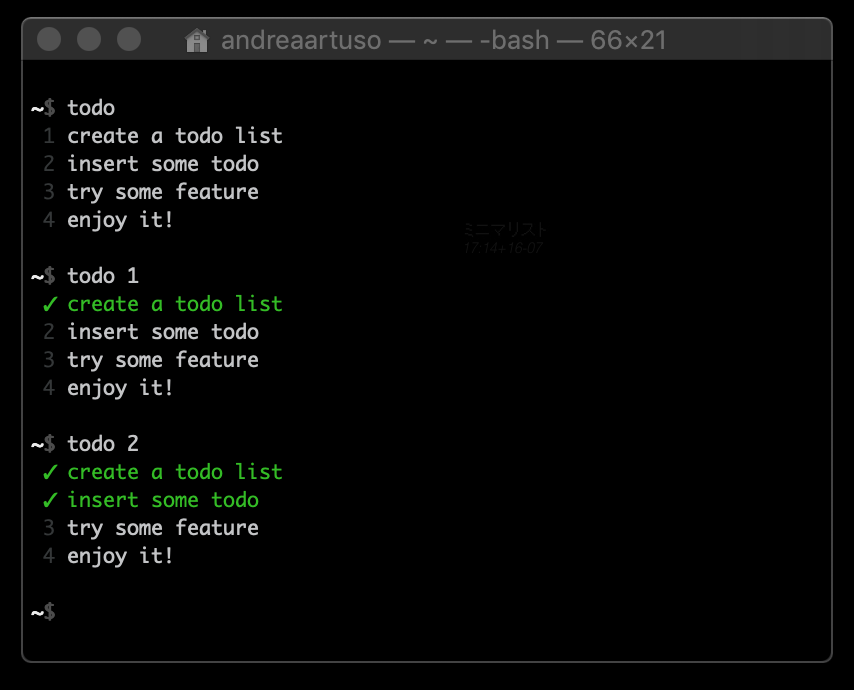 andreaartuso — ~ — -bash — 66×21
~$ todo
1 create a todo list
2 insert some todo
3 try some feature
4 enjoy it!
ミニマリスト
17:14+16-07
~$ todo 1
✓ create a todo list
2 insert some todo
3 try some feature
4 enjoy it!
~$ todo 2
✓ create a todo list
✓ insert some todo
3 try some feature
4 enjoy it!
~$